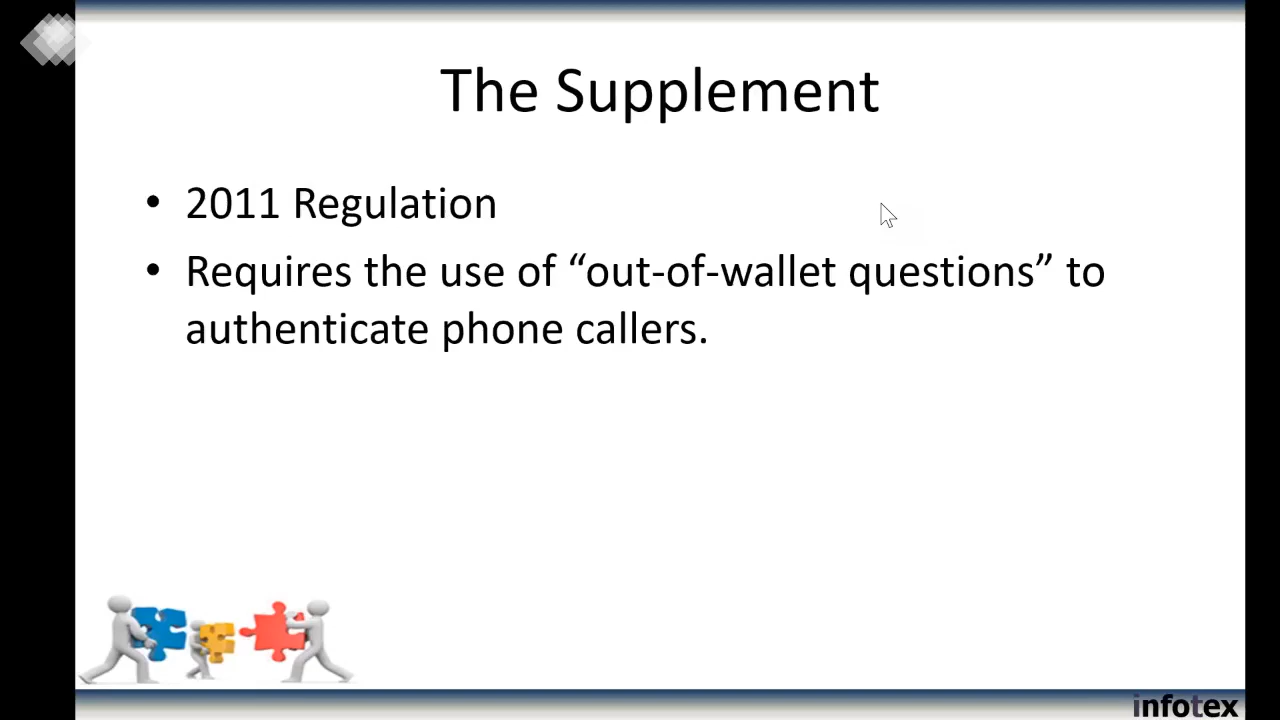 The Supplement
• 2011 Regulation
• Requires the use of “out-of-wallet questions” to
authenticate phone callers.
infotex